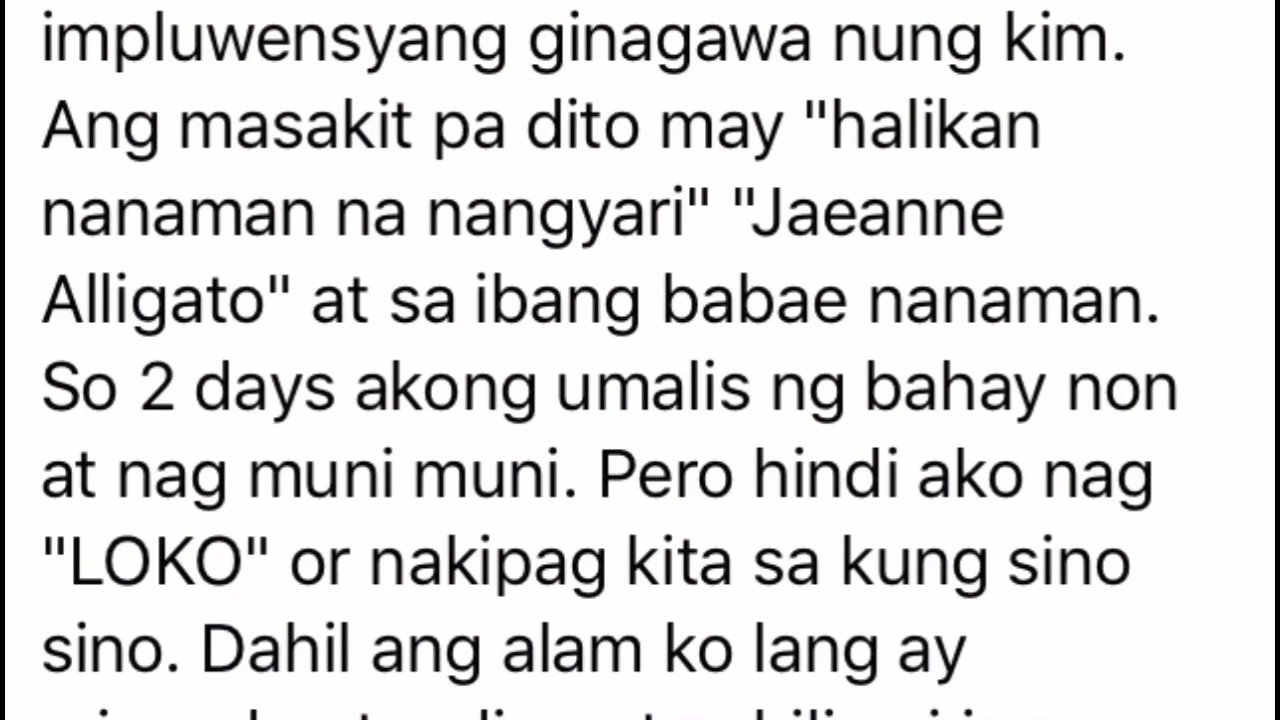 impluwensyang ginagawa nung kim.
Ang masakit pa dito may "halikan
nanaman na nangyari" "Jaeanne
Alligato" at sa ibang babae nanaman.
So 2 days akong umalis ng bahay non
at nag muni muni. Pero hindi ako nag
"LOKO" or nakipag kita sa kung sino
sino. Dahil ang alam ko lang ay